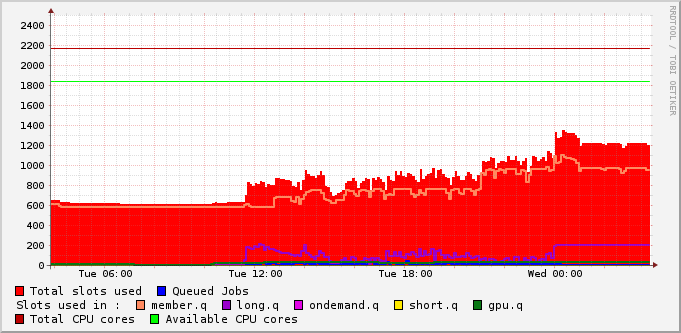 RRDTOOL / TOBI OETIKER
2400
2200
2000
1800
1600
1400
1200
1000
800
600
400
200
0
Tue 06:00 Tue 12:00 Tue 18:00 Wed 00:00
Total slots used Queued Jobs
Slots used in : member.q long.q ondemand.q short.q gpu.q
Total CPU cores Available CPU cores